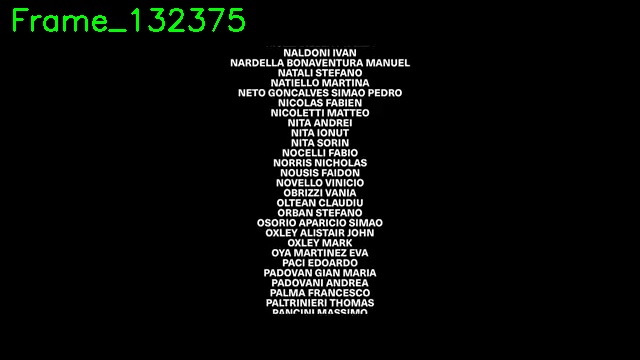 Frame_132375
NALDONI IVAN
NARDELLA BONAVENTURA MANUEL
NATALI STEFANO
NATIELLO MARTINA
NETO GONCALVES SIMAO PEDRO
NICOLAS FABIEN
NICOLETTI MATTEO
NITA ANDREI
NITA IONUT
NITA SORIN
NOCELLI FABIO
NORRIS NICHOLAS
NOUSIS FAIDON
NOVELLO VINICIO
OBRIZZI VANIA
OLTEAN CLAUDIU
ORBAN STEFANO
OSORIO APARICIO SIMAO
OXLEY ALISTAIR JOHN
OXLEY MARK
OYA MARTINEZ EVA
PACI EDOARDO
PADOVAN GIAN MARIA
PADOVANI ANDREA
PALMA FRANCESCO
PALTRINIERI THOMAS
PANCINI MASSIMO